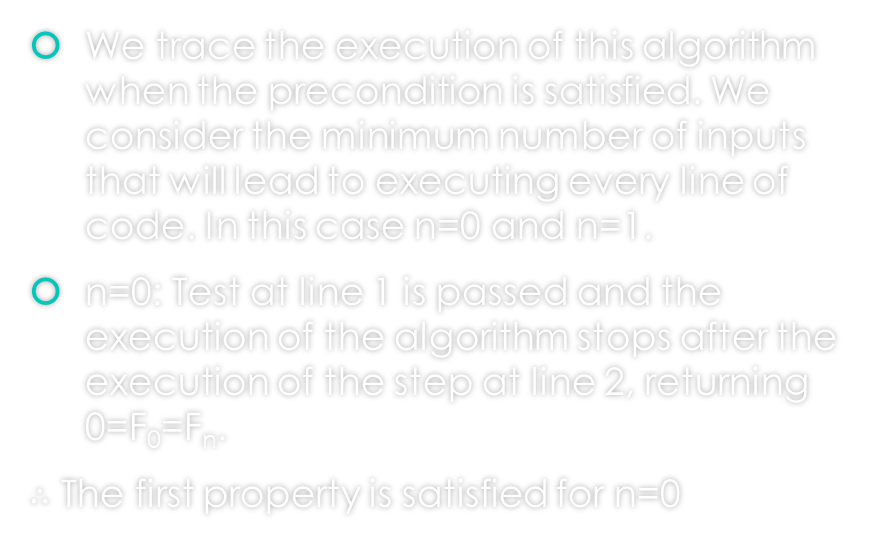 We trace the execution of this algorithm
when the precondition is satisfied. We
consider the minimum number of inputs
that will lead to executing every line of
code. In this case n=0 and n=1.
n=0: Test at line 1 is passed and the
execution of the algorithm stops after the
execution of the step at line 2, returning
0=F₀=Fₙ.
∴ The first property is satisfied for n=0